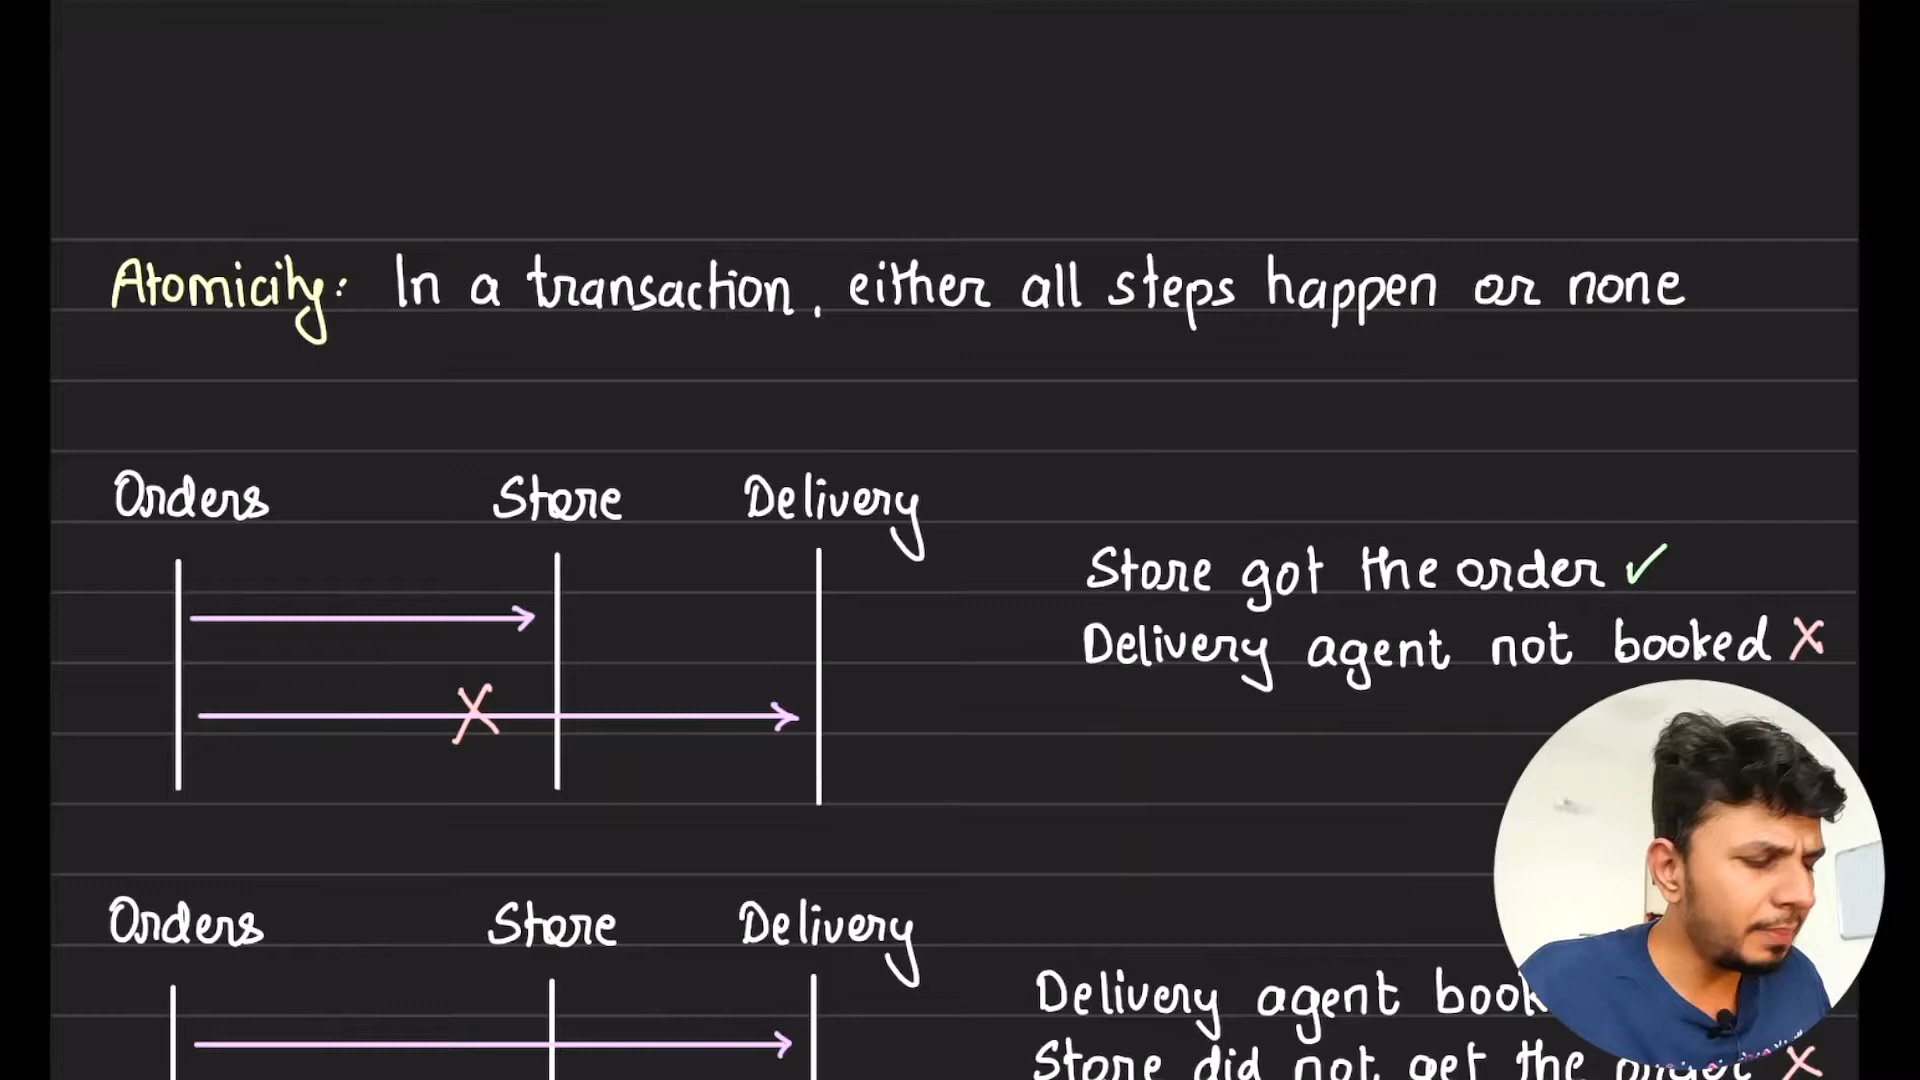 Atomicity: In a transaction, either all steps happen or none
Orders Store Delivery
Store got the order ✓
Delivery agent not booked X
X
Orders Store Delivery
Delivery agent
Store did not get the order X